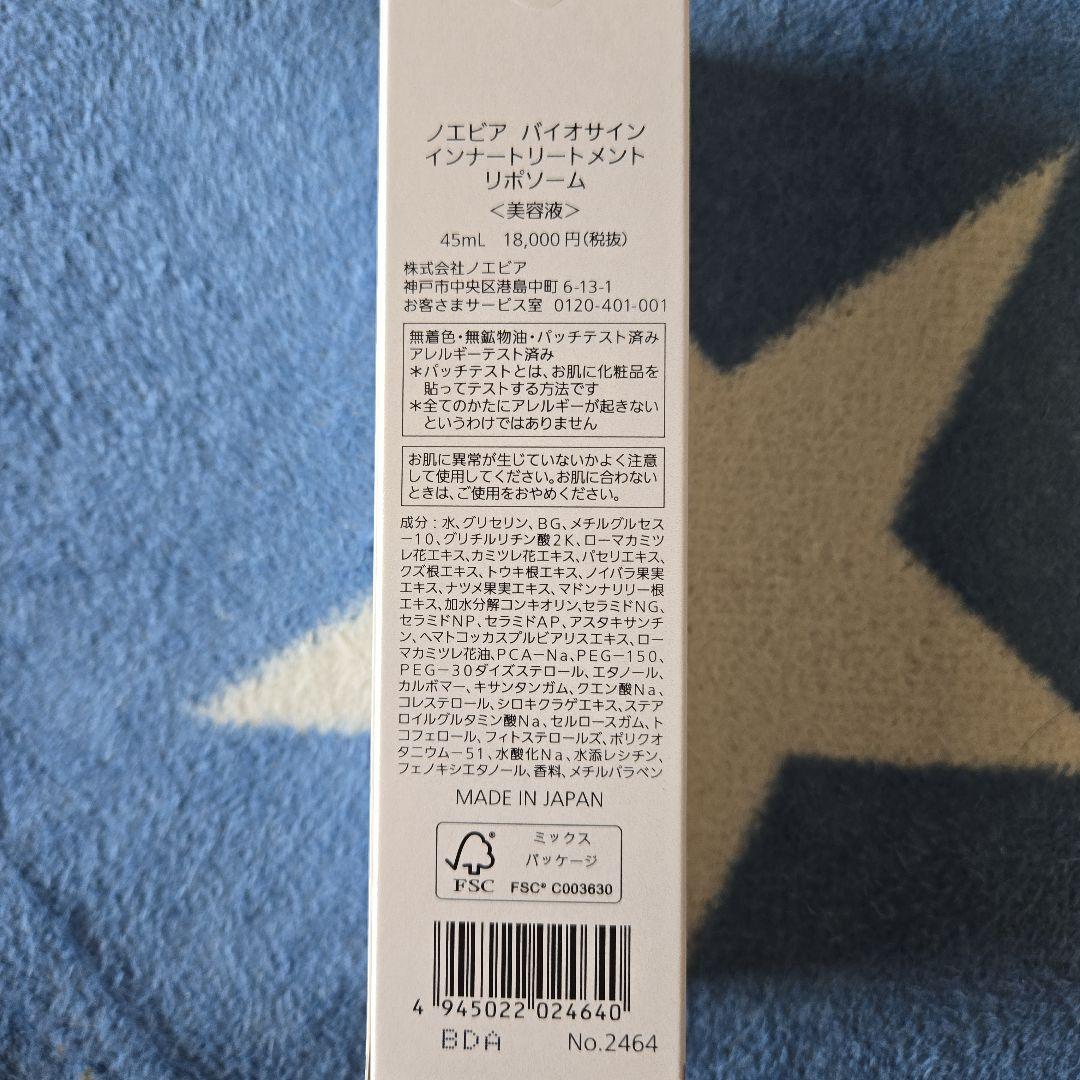 ノエビア バイオサイン
インナートリートメント
リポソーム
＜美容液＞
45mL 18,000円(税抜)
株式会社ノエビア
神戸市中央区港島中町 6-13-1
お客さまサービス室 0120-401-001
無着色・無鉱物油・パッチテスト済み
アレルギーテスト済み
＊パッチテストとは、お肌に化粧品を
貼ってテストする方法です
＊全てのかたにアレルギーが起きない
というわけではありません
お肌に異常が生じていないかよく注意
して使用してください。お肌に合わない
ときは、ご使用をおやめください。
成分：水、グリセリン、BG、メチルグルセス
－10、グリチルリチン酸2K、ローマカミツ
レ花エキス、カミツレ花エキス、パセリエキス、
クズ根エキス、トウキ根エキス、ノイバラ果実
エキス、ナツメ果実エキス、マドンナリリー根
エキス、加水分解コンキオリン、セラミドNG、
セラミドNP、セラミドAP、アスタキサンチ
ン、ヘマトコッカスプルビアリスエキス、ロー
マカミツレ花油、PCA－Na、PEG－150、
PEG－30ダイズステロール、エタノール、
カルボマー、キサンタンガム、クエン酸Na、
コレステロール、シロキクラゲエキス、ステア
ロイルグルタミン酸Na、セルロースガム、ト
コフェロール、フィトステロールズ、ポリクオ
タニウム－51、水酸化Na、水添レシチン、
フェノキシエタノール、香料、メチルパラベン
MADE IN JAPAN
ミックス
パッケージ
FSC® C003630
FSC
4 945022 024640
BDA No.2464